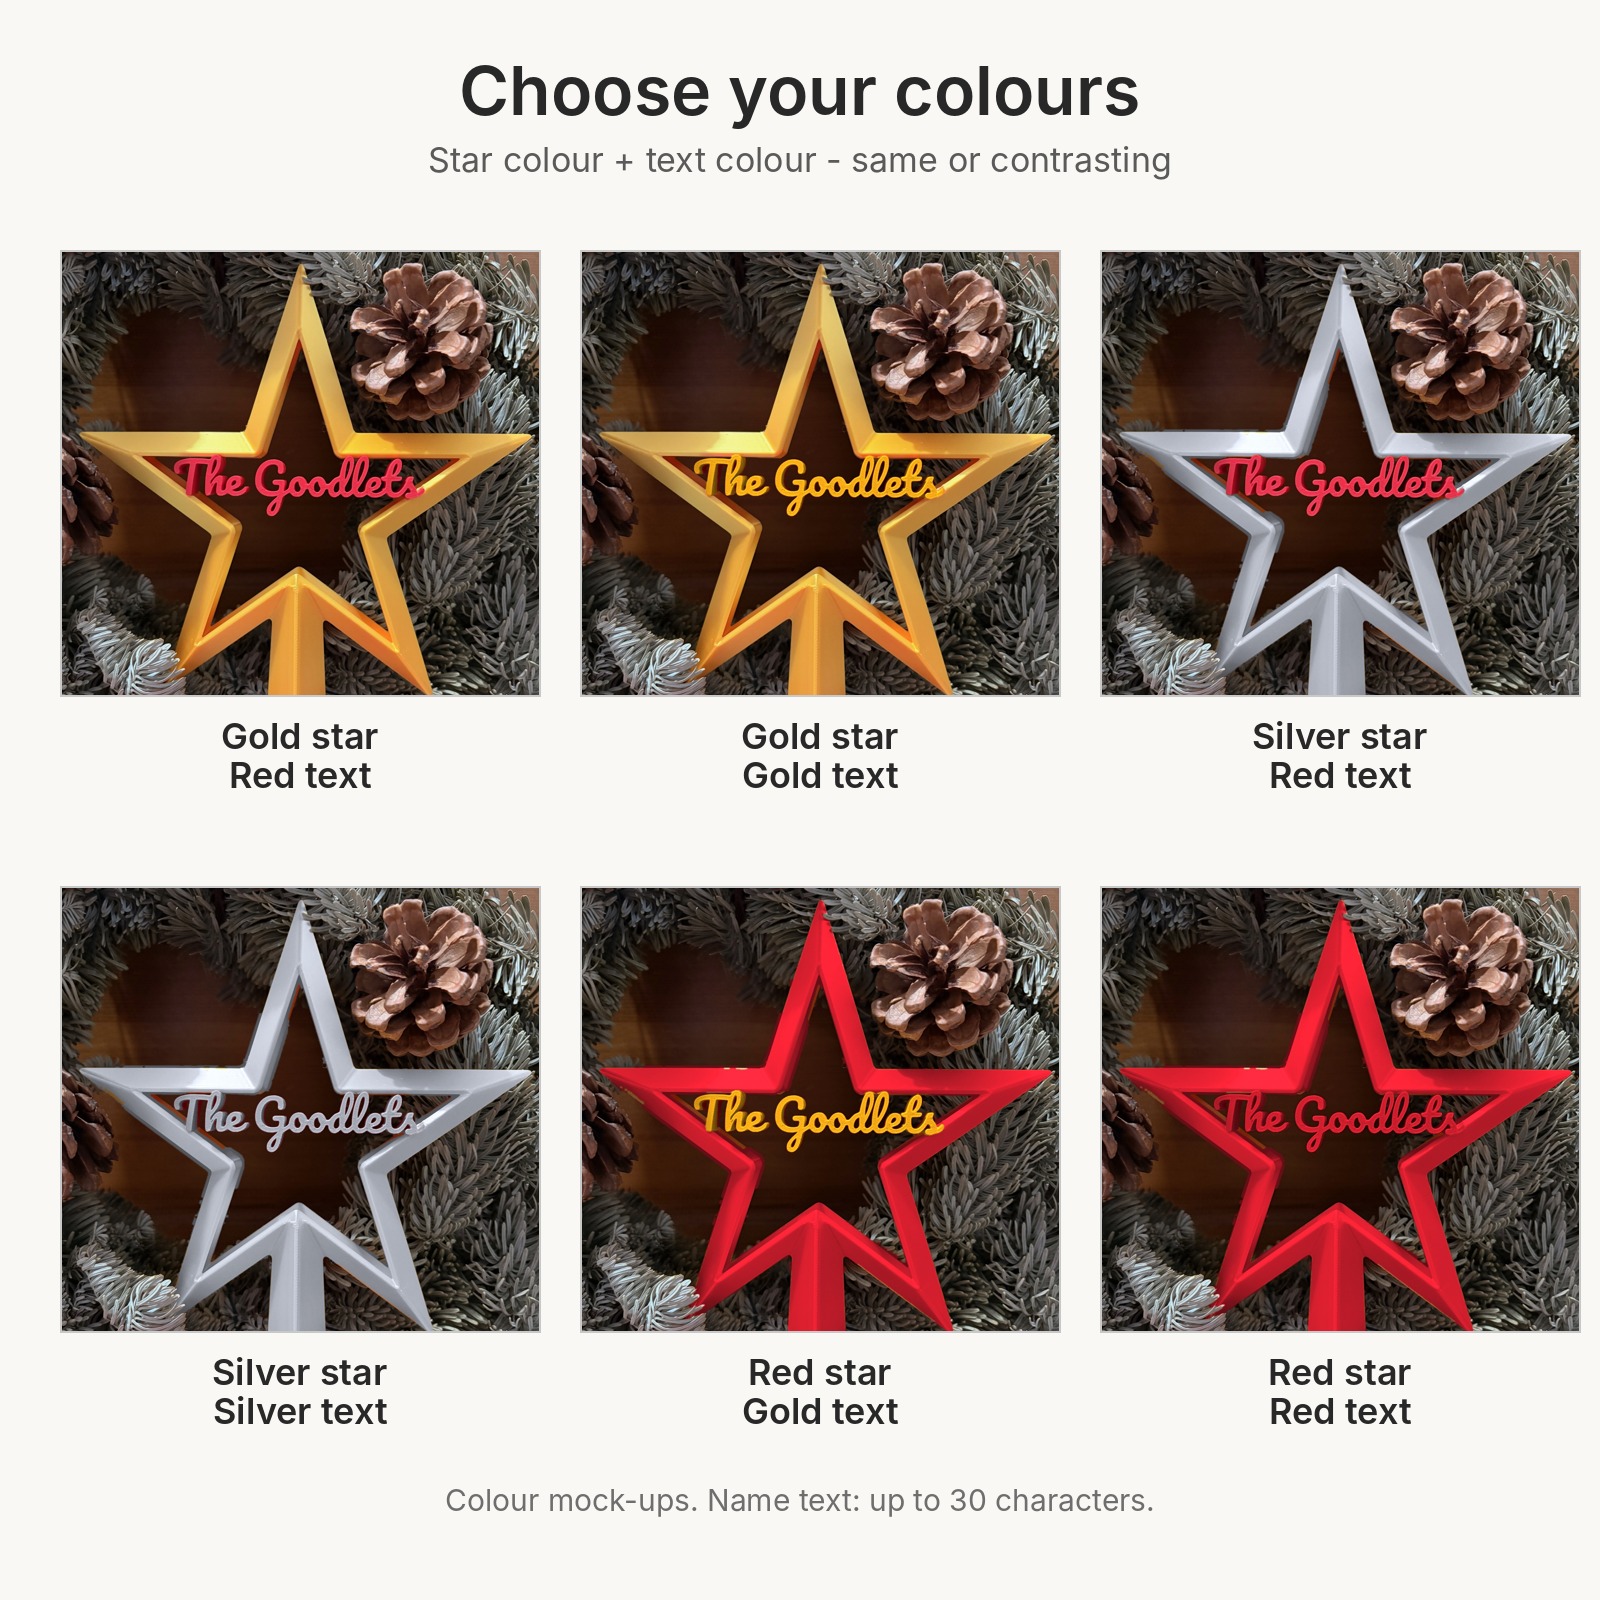 Choose your colours
Star colour + text colour - same or contrasting
The Goodlets
The Goodlets
The Goodlets
Gold star
Red text
Gold star
Gold text
Silver star
Red text
The Goodlets
The Goodlets
The Goodlets
Silver star
Silver text
Red star
Gold text
Red star
Red text
Colour mock-ups. Name text: up to 30 characters.